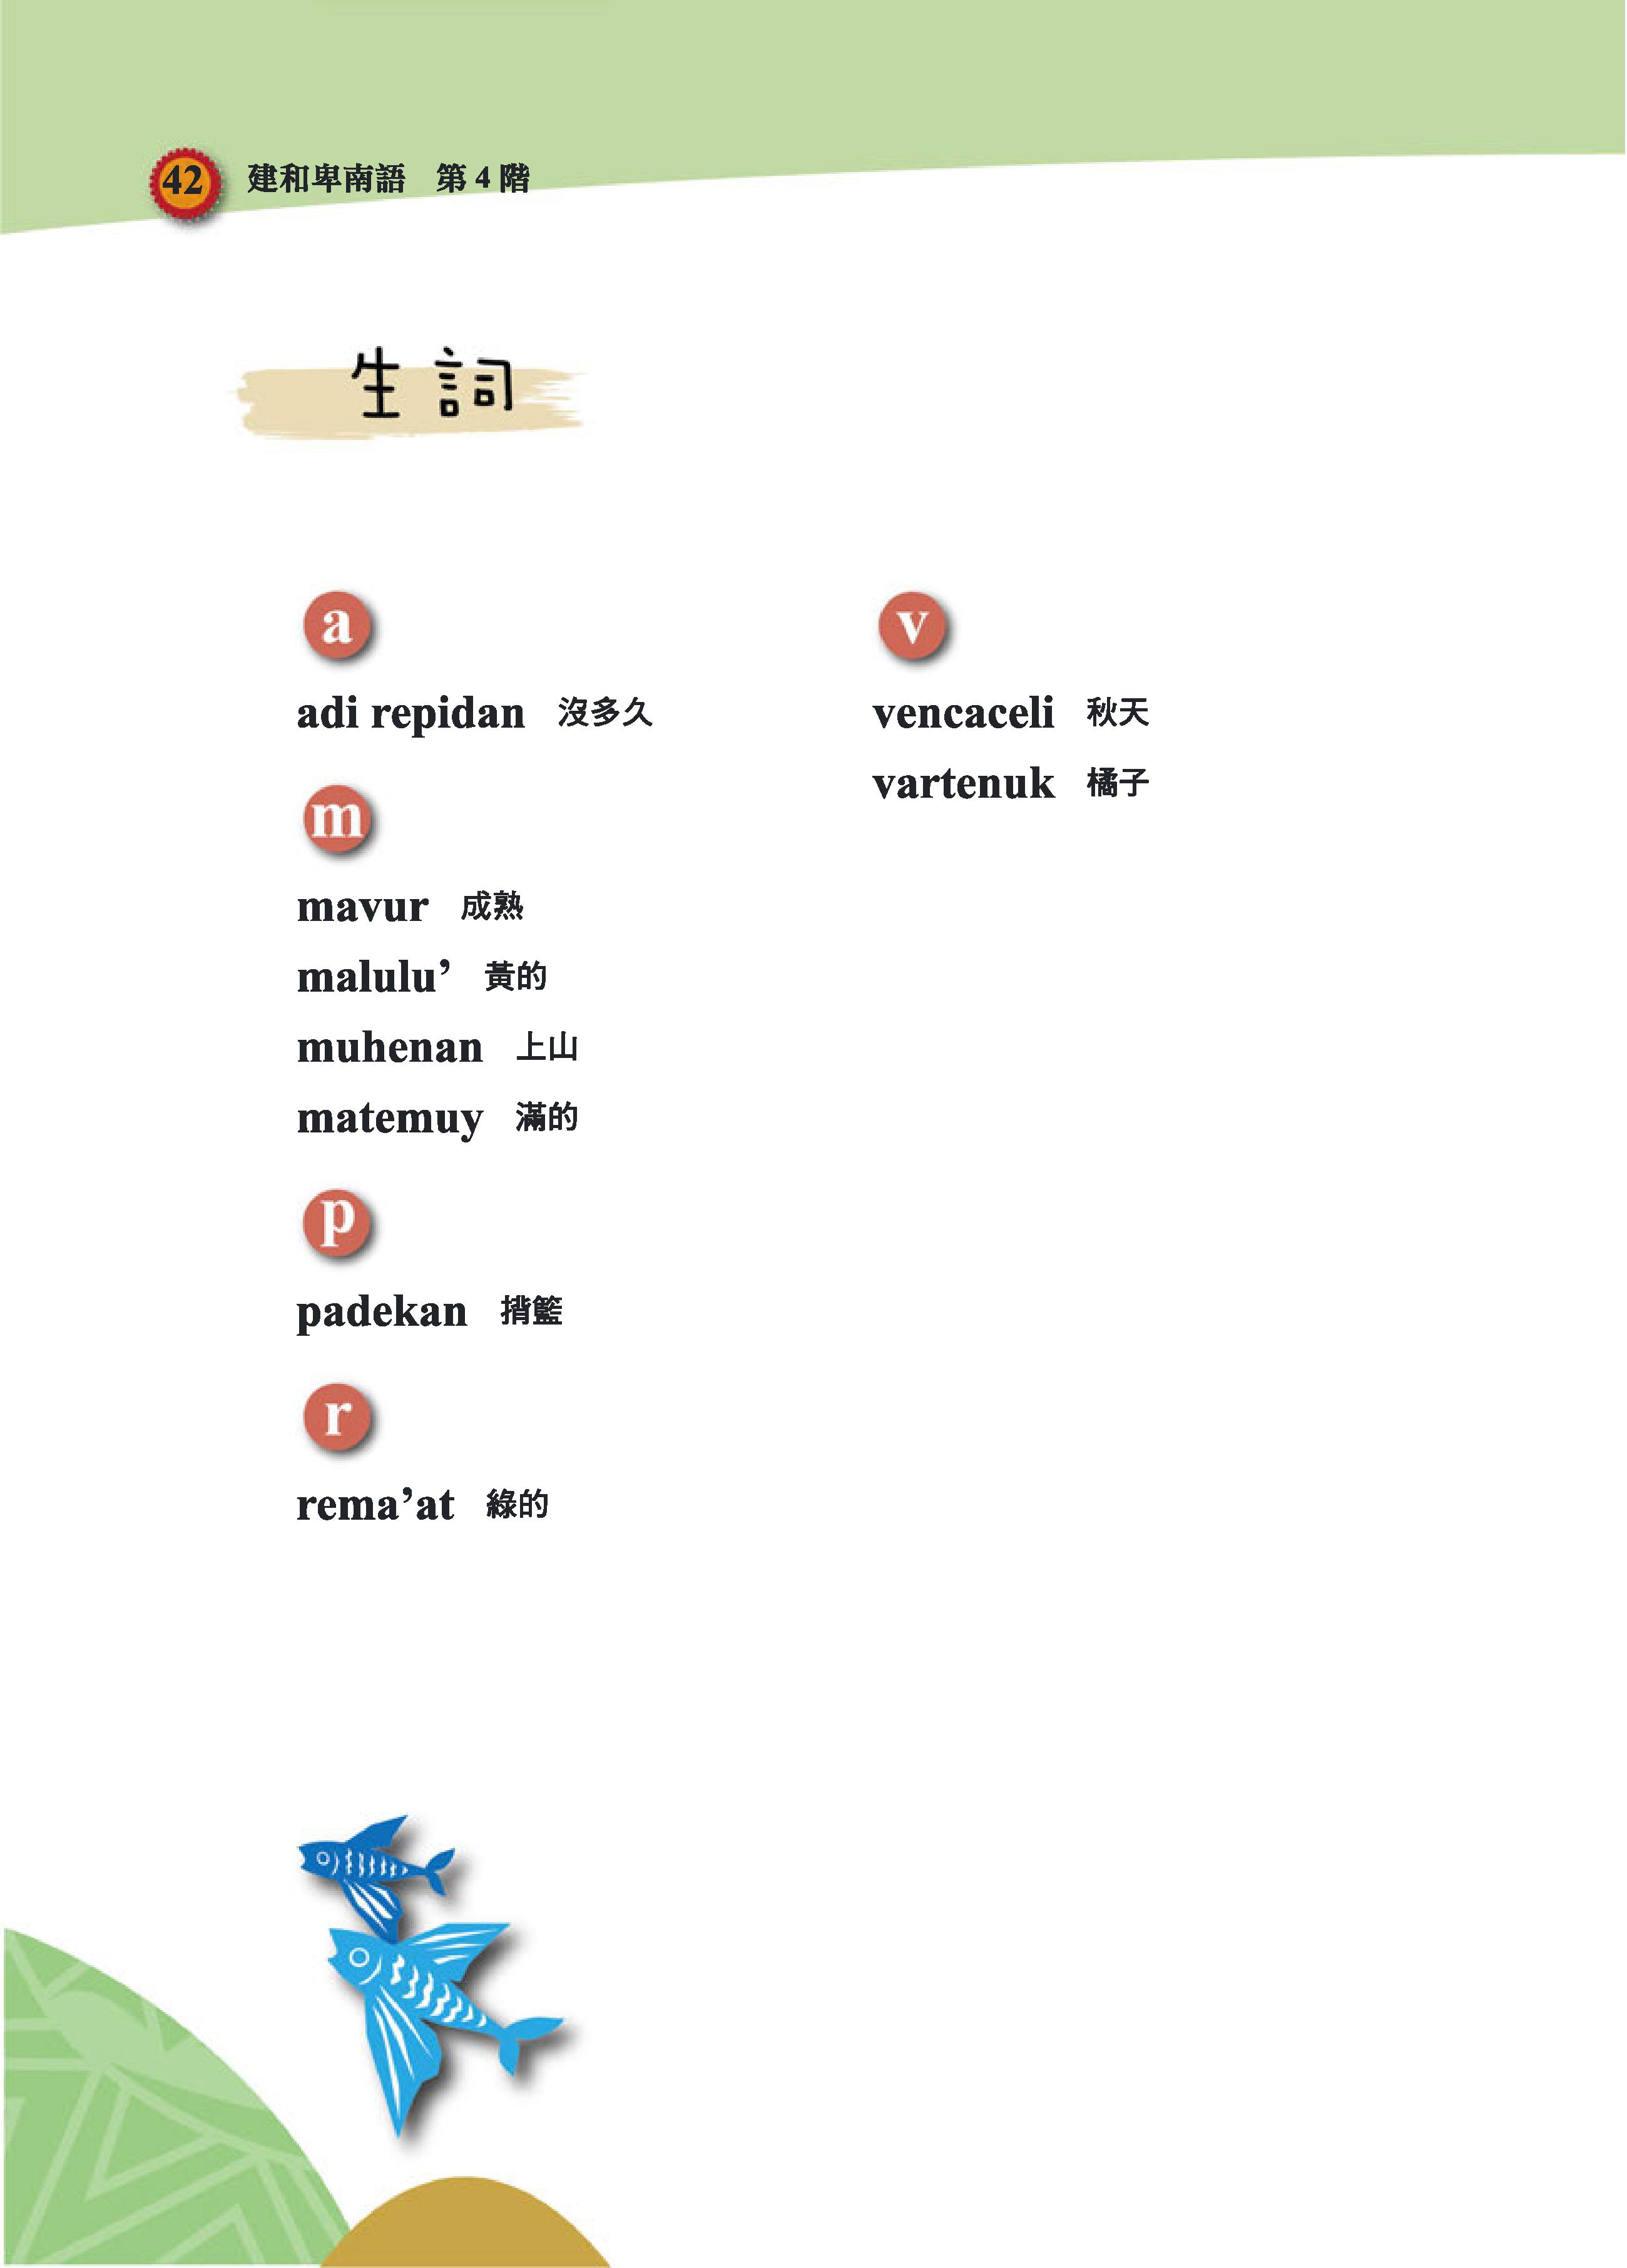 42 建和卑南語 第 4 階
生詞
a
adi repidan 沒多久
m
mavur 成熟
malulu’ 黃的
muhenan 上山
matemuy 滿的
p
padekan 揹籃
r
rema’at 綠的
v
vencaceli 秋天
vartenuk 橘子